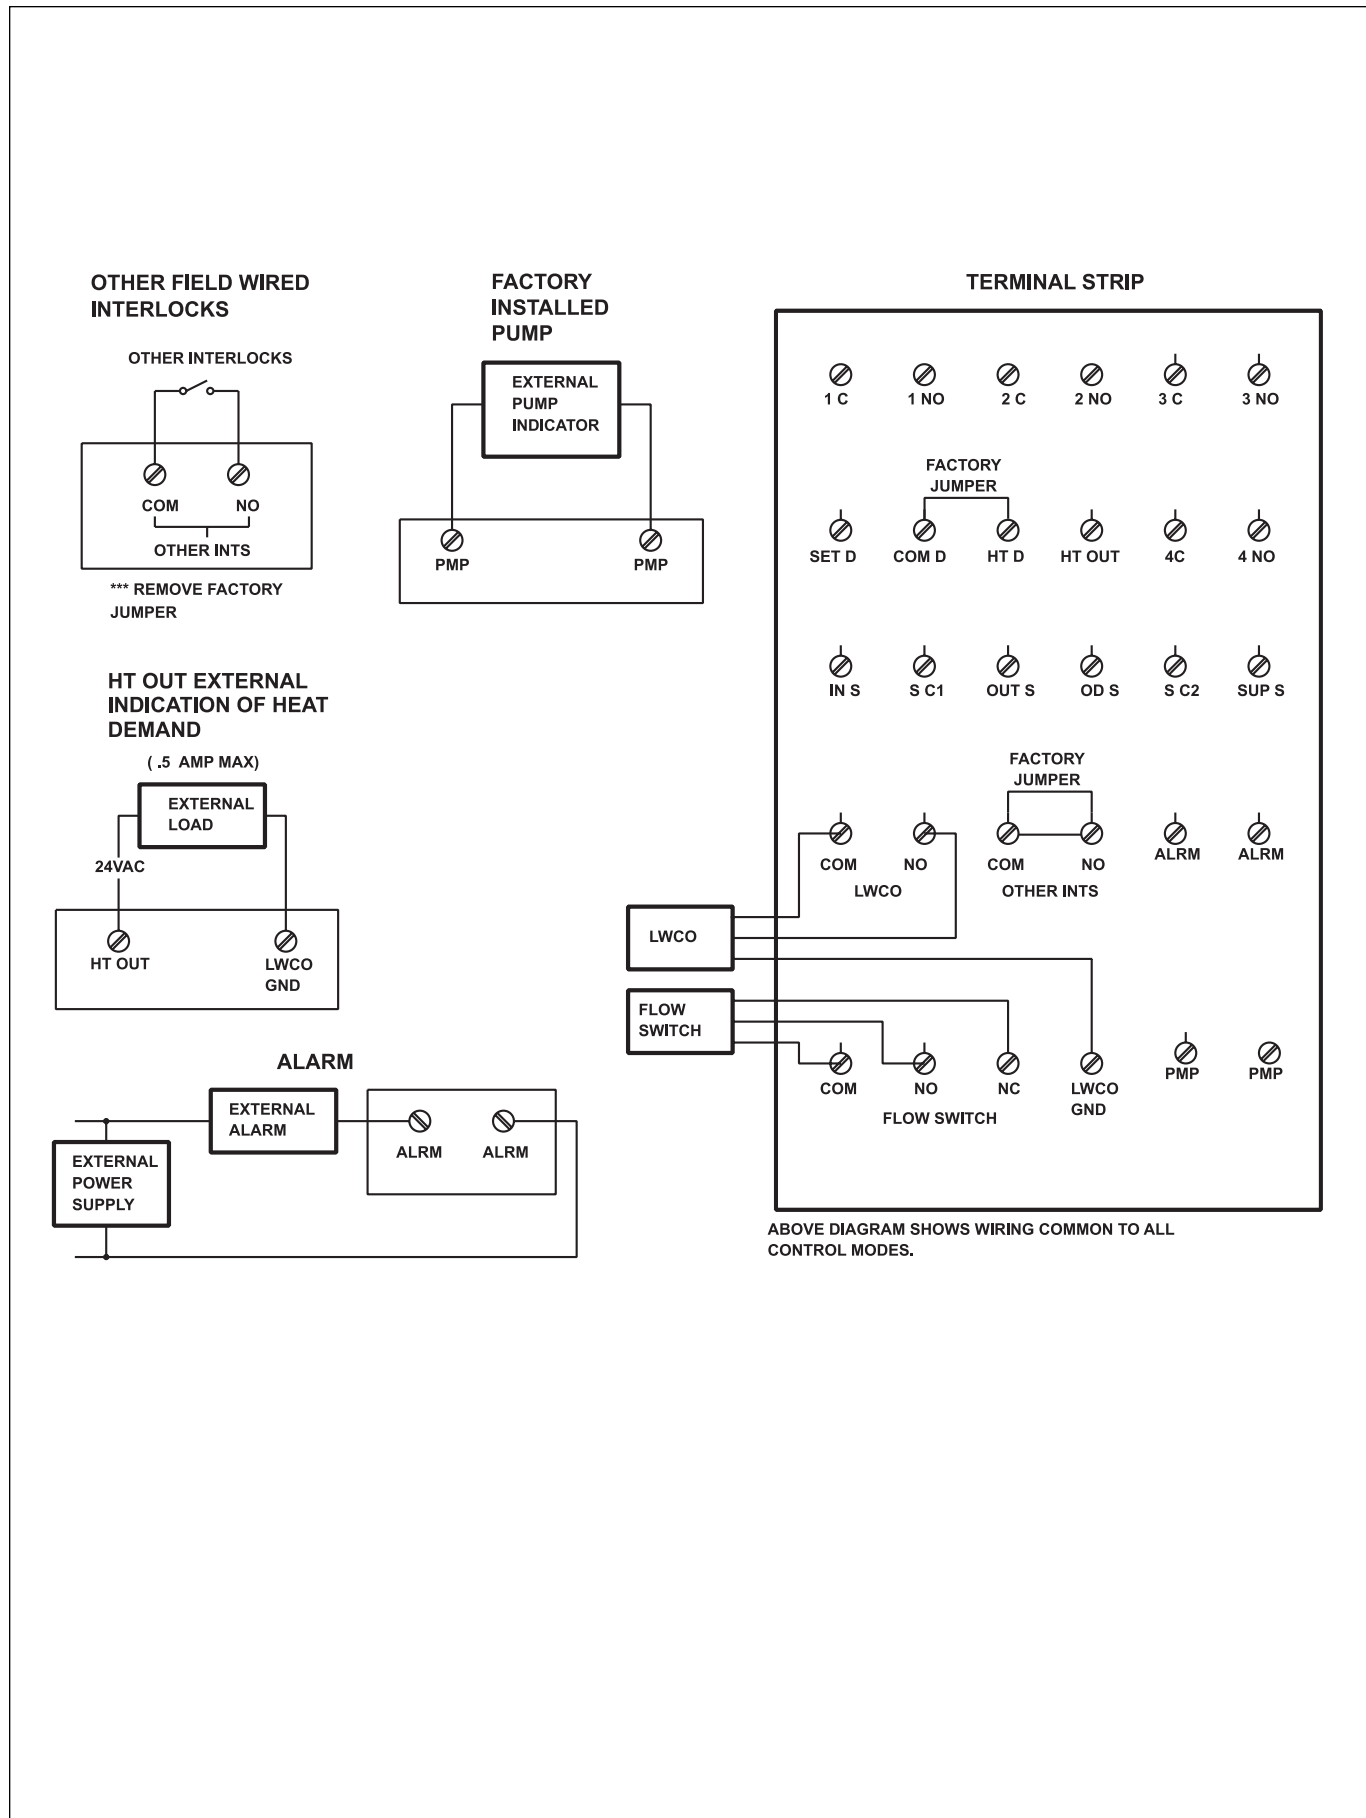 OTHER FIELD WIRED
INTERLOCKS
OTHER INTERLOCKS
COM NO
OTHER INTS
*** REMOVE FACTORY
JUMPER
FACTORY
INSTALLED
PUMP
EXTERNAL
PUMP
INDICATOR
PMP PMP
HT OUT EXTERNAL
INDICATION OF HEAT
DEMAND
( .5 AMP MAX)
EXTERNAL
LOAD
24VAC
HT OUT LWCO
GND
ALARM
EXTERNAL
ALARM
ALRM ALRM
EXTERNAL
POWER
SUPPLY
TERMINAL STRIP
1 C 1 NO 2 C 2 NO 3 C 3 NO
FACTORY
JUMPER
SET D COM D HT D HT OUT 4C 4 NO
IN S S C1 OUT S OD S S C2 SUP S
FACTORY
JUMPER
COM NO COM NO ALRM ALRM
LWCO OTHER INTS
LWCO
FLOW
SWITCH
COM NO NC LWCO
GND
PMP PMP
FLOW SWITCH
ABOVE DIAGRAM SHOWS WIRING COMMON TO ALL
CONTROL MODES.